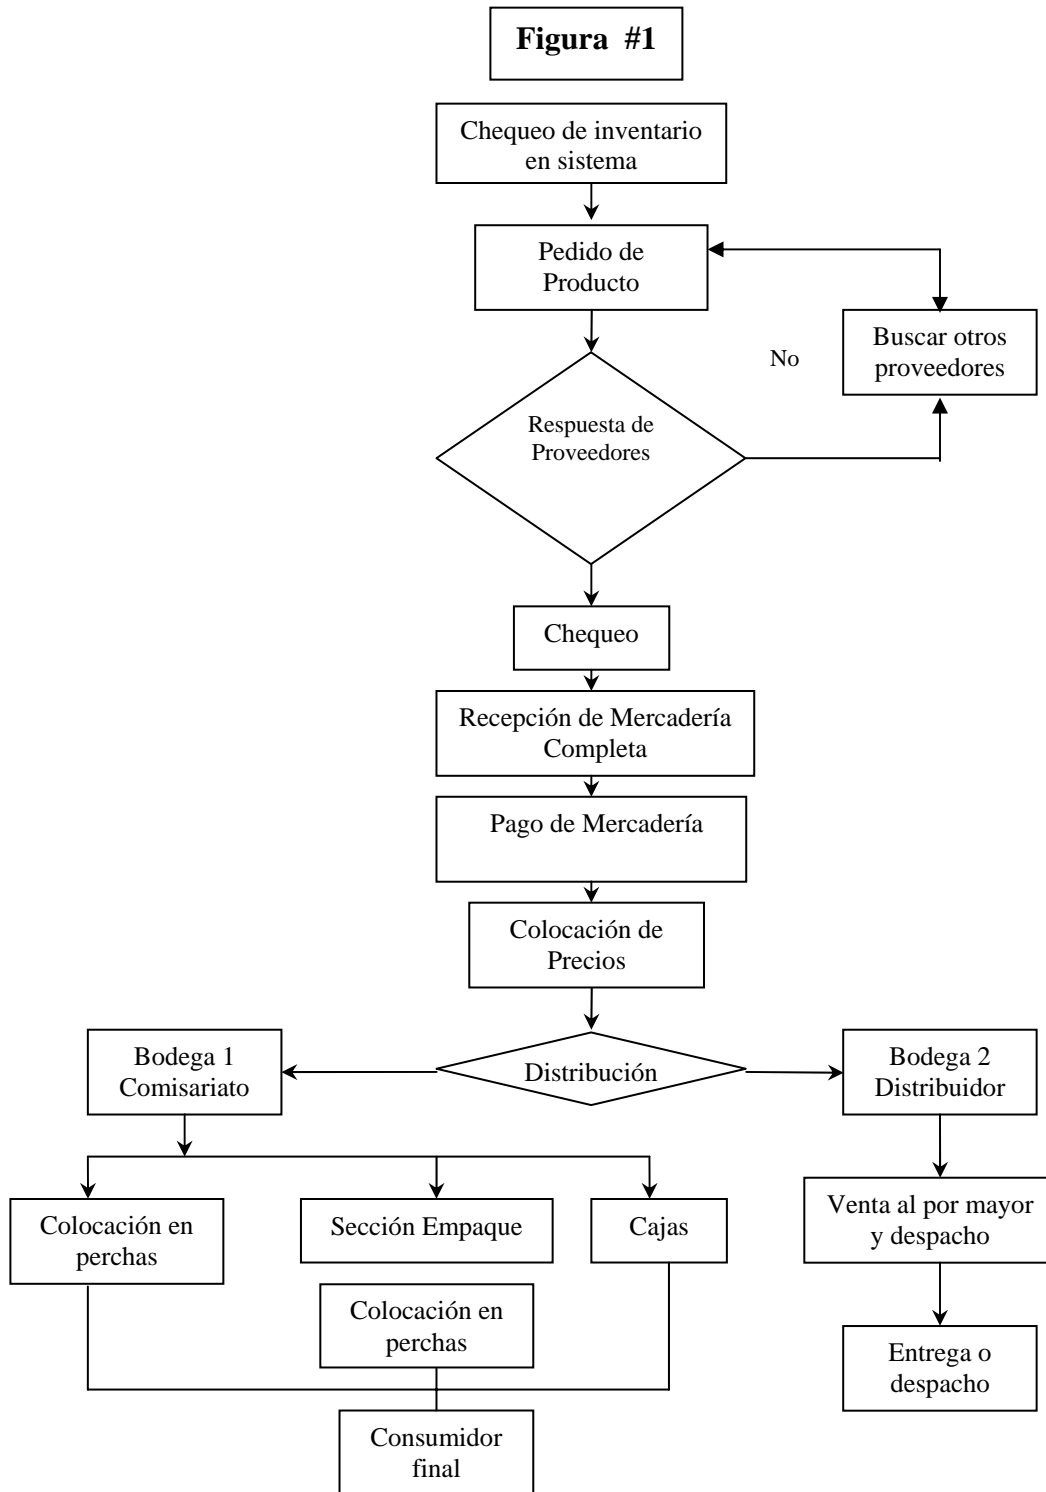 Figura #1
Chequeo de inventario
en sistema
Pedido de
Producto
Buscar otros
proveedores
No
Respuesta de
Proveedores
Chequeo
Recepción de Mercadería
Completa
Pago de Mercadería
Colocación de
Precios
Bodega 1
Comisariato
Distribución
Bodega 2
Distribuidor
Colocación en
perchas
Sección Empaque
Cajas
Venta al por mayor
y despacho
Colocación en
perchas
Entrega o
despacho
Consumidor
final